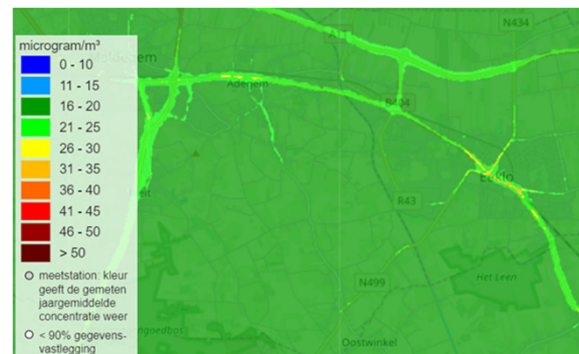 microgram/m³
0 - 10
11 - 15
16 - 20
21 - 25
26 - 30
31 - 35
36 - 40
41 - 45
46 - 50
> 50
meetstation: kleur
geeft de gemeten
jaargemiddelde
concentratie weer
< 90% gegevens-
vastlegging
N434
Maldegem
Adegem
Eeklo
R43
N499
Het Leen
Oostwinkel